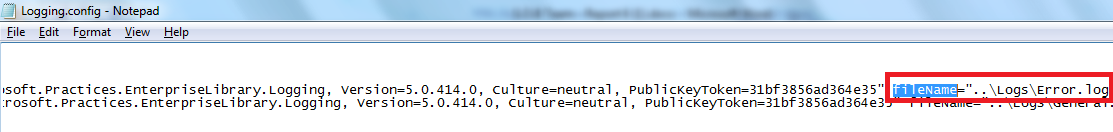 Logging.config - Notepad
File Edit Format View Help
osoft.Practices.EnterpriseLibrary.Logging, Version=5.0.414.0, Culture=neutral, PublicKeyToken=31bf3856ad364e35" fileName="..\Logs\Error.log
crosoft.Practices.EnterpriseLibrary.Logging, Version=5.0.414.0, Culture=neutral, PublicKeyToken=31bf3856ad364e35" fileName="..\Logs\General.